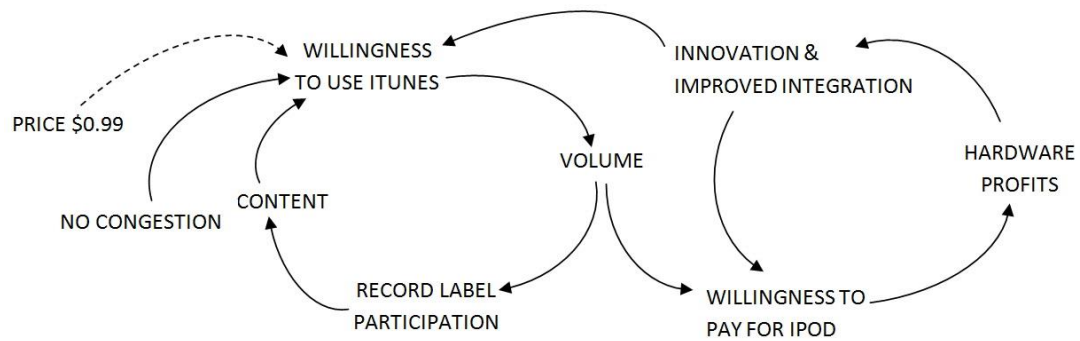 WILLINGNESS
TO USE ITUNES
INNOVATION &
IMPROVED INTEGRATION
PRICE $0.99
VOLUME
HARDWARE
PROFITS
NO CONGESTION
CONTENT
RECORD LABEL
PARTICIPATION
WILLINGNESS TO
PAY FOR IPOD